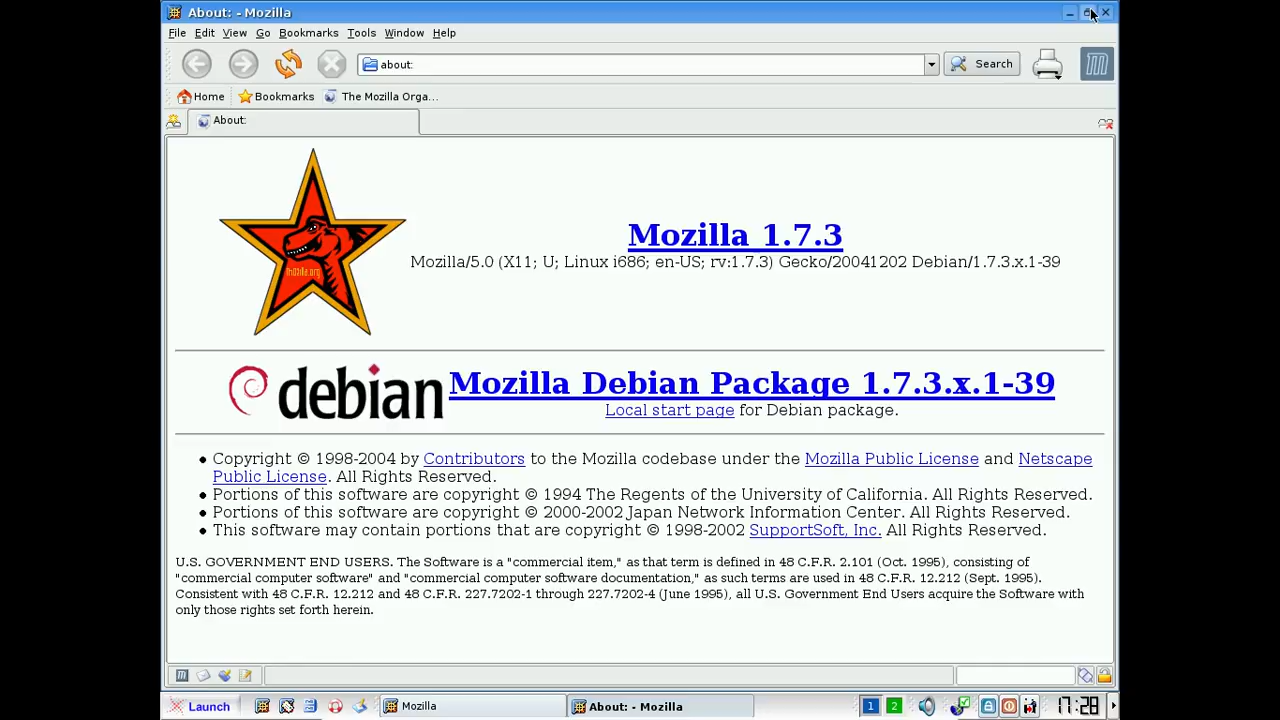 About: - Mozilla
File Edit View Go Bookmarks Tools Window Help
about:
Search
Home Bookmarks The Mozilla Orga...
About:
mozilla.org
Mozilla 1.7.3
Mozilla/5.0 (X11; U; Linux i686; en-US; rv:1.7.3) Gecko/20041202 Debian/1.7.3.x.1-39
debian
Mozilla Debian Package 1.7.3.x.1-39
Local start page for Debian package.
Copyright © 1998-2004 by Contributors to the Mozilla codebase under the Mozilla Public License and Netscape
Public License. All Rights Reserved.
Portions of this software are copyright © 1994 The Regents of the University of California. All Rights Reserved.
Portions of this software are copyright © 2000-2002 Japan Network Information Center. All Rights Reserved.
This software may contain portions that are copyright © 1998-2002 SupportSoft, Inc. All Rights Reserved.
U.S. GOVERNMENT END USERS. The Software is a "commercial item," as that term is defined in 48 C.F.R. 2.101 (Oct. 1995), consisting of
"commercial computer software" and "commercial computer software documentation," as such terms are used in 48 C.F.R. 12.212 (Sept. 1995).
Consistent with 48 C.F.R. 12.212 and 48 C.F.R. 227.7202-1 through 227.7202-4 (June 1995), all U.S. Government End Users acquire the Software with
only those rights set forth herein.
Launch Mozilla About: - Mozilla 1 2 17:28